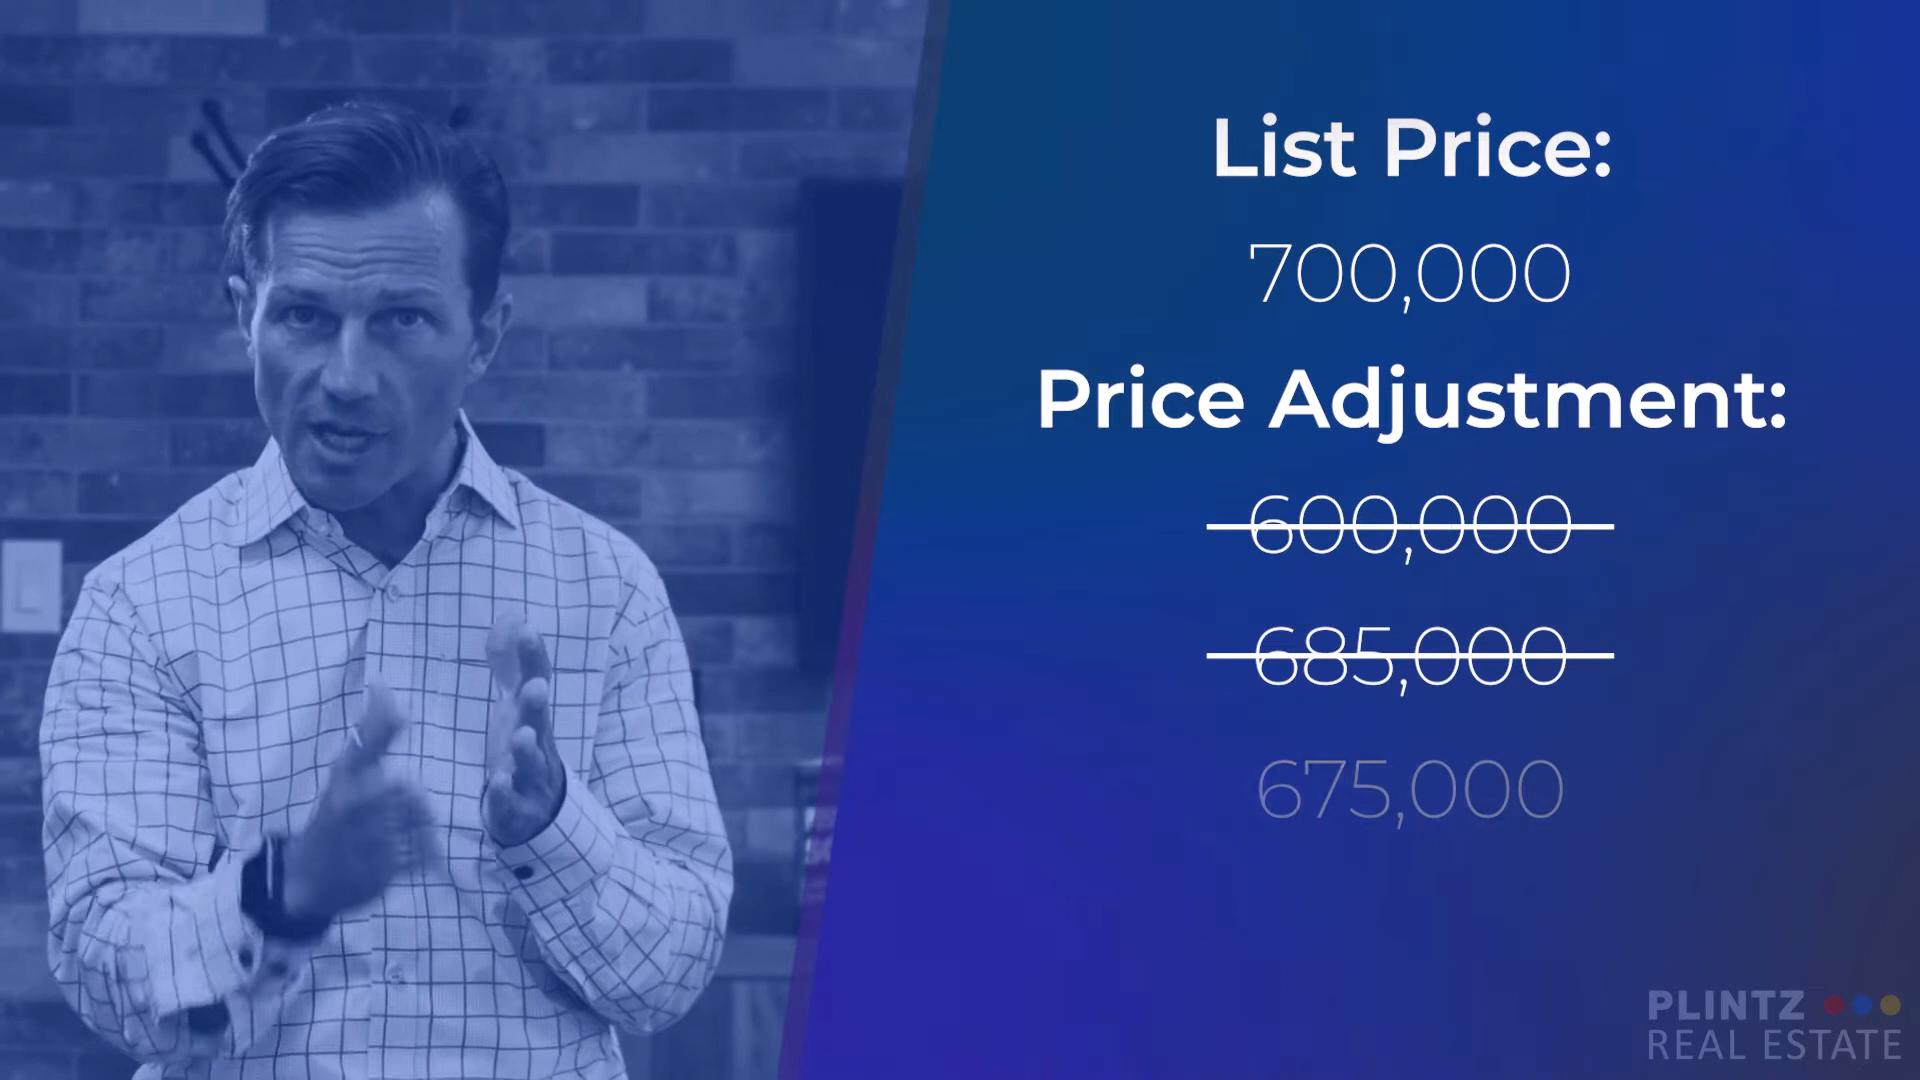 List Price:
700,000
Price Adjustment:
600,000
685,000
675,000
PLINTZ
REAL ESTATE